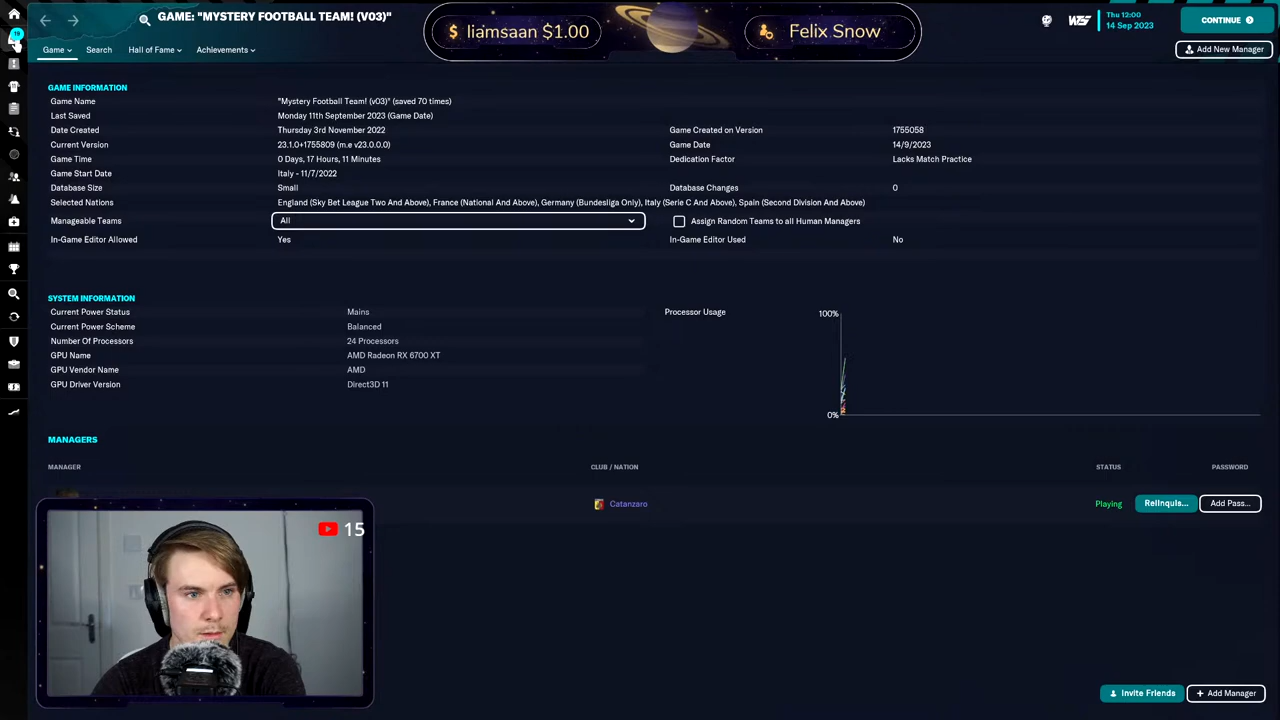 GAME: "MYSTERY FOOTBALL TEAM! (V03)"
$ liamsaan $1.00
Felix Snow
Thu 12:00
14 Sep 2023
CONTINUE
19
Game
Search
Hall of Fame
Achievements
Add New Manager
GAME INFORMATION
Game Name "Mystery Football Team! (v03)" (saved 70 times)
Last Saved Monday 11th September 2023 (Game Date)
Date Created Thursday 3rd November 2022 Game Created on Version 1755058
Current Version 23.1.0+1755809 (m.e v23.0.0.0) Game Date 14/9/2023
Game Time 0 Days, 17 Hours, 11 Minutes Dedication Factor Lacks Match Practice
Game Start Date Italy - 11/7/2022
Database Size Small Database Changes 0
Selected Nations England (Sky Bet League Two And Above), France (National And Above), Germany (Bundesliga Only), Italy (Serie C And Above), Spain (Second Division And Above)
Manageable Teams All Assign Random Teams to all Human Managers
In-Game Editor Allowed Yes In-Game Editor Used No
SYSTEM INFORMATION
Current Power Status Mains Processor Usage 100%
Current Power Scheme Balanced
Number Of Processors 24 Processors
GPU Name AMD Radeon RX 6700 XT
GPU Vendor Name AMD
GPU Driver Version Direct3D 11
0%
MANAGERS
MANAGER CLUB / NATION STATUS PASSWORD
Catanzaro Playing Relinquis... Add Pass...
15
Invite Friends
+ Add Manager